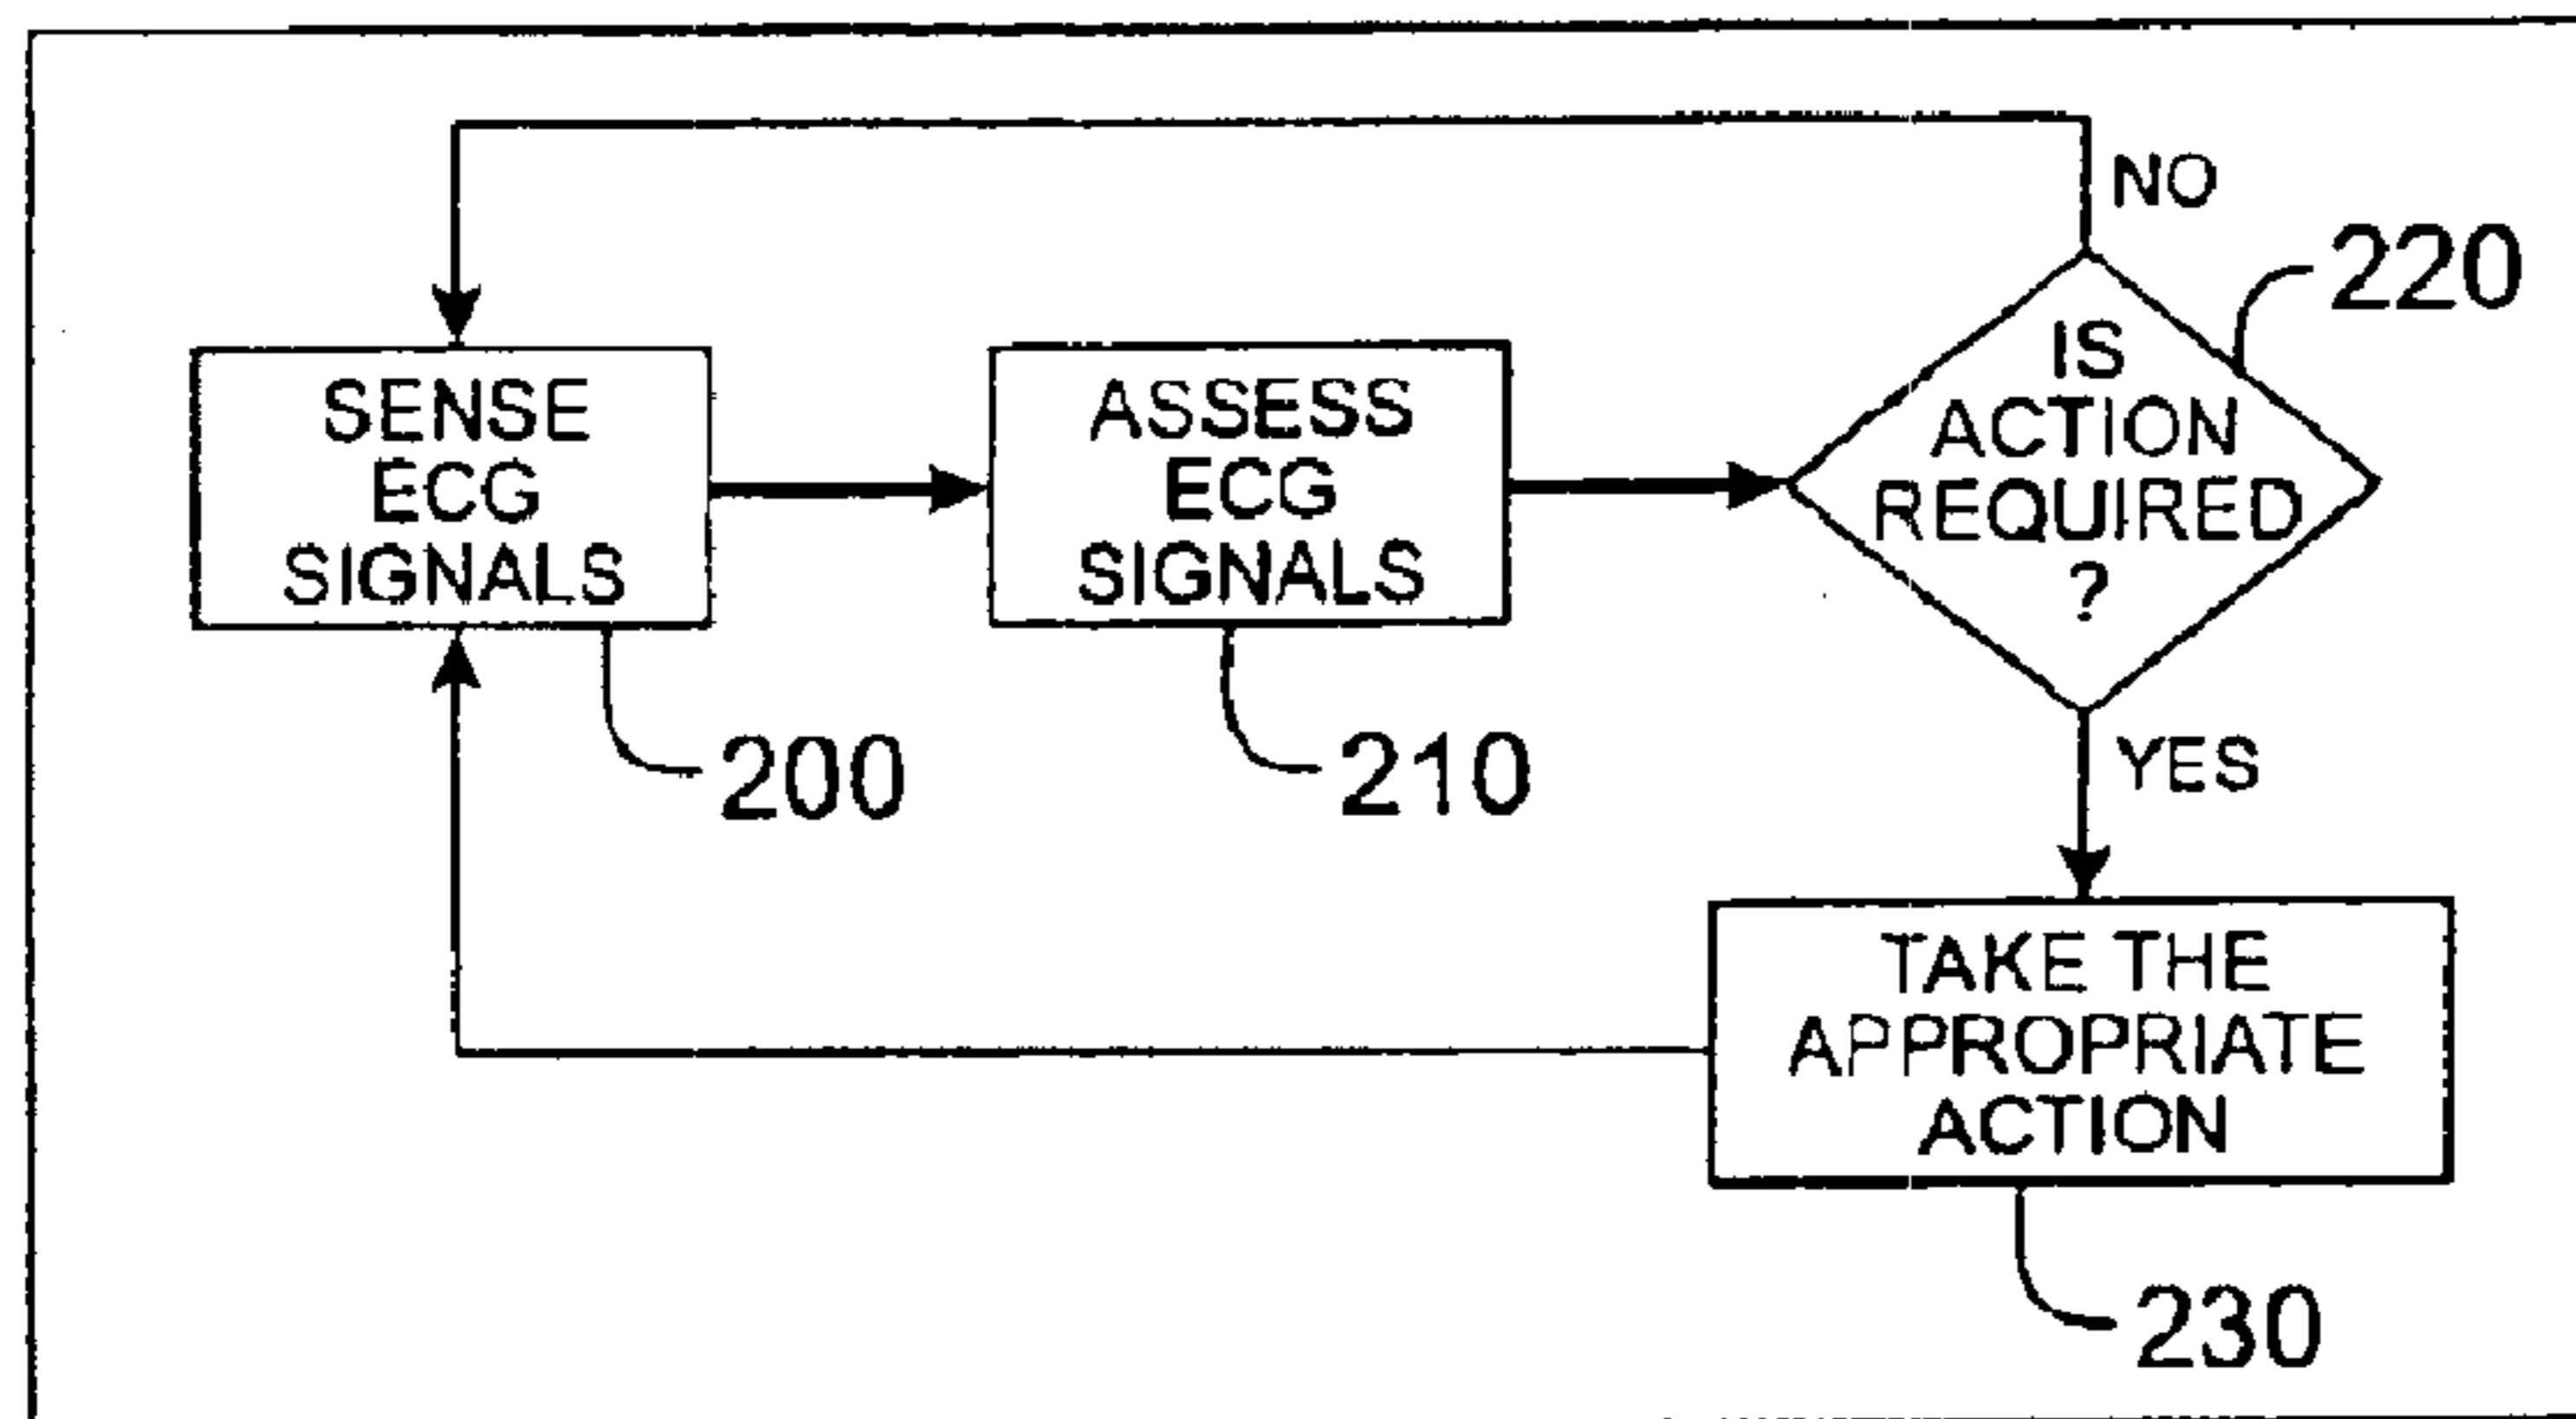 NO
220
SENSE
ECG
SIGNALS
ASSESS
ECG
SIGNALS
IS
ACTION
REQUIRED
?
200
210
YES
TAKE THE
APPROPRIATE
ACTION
230